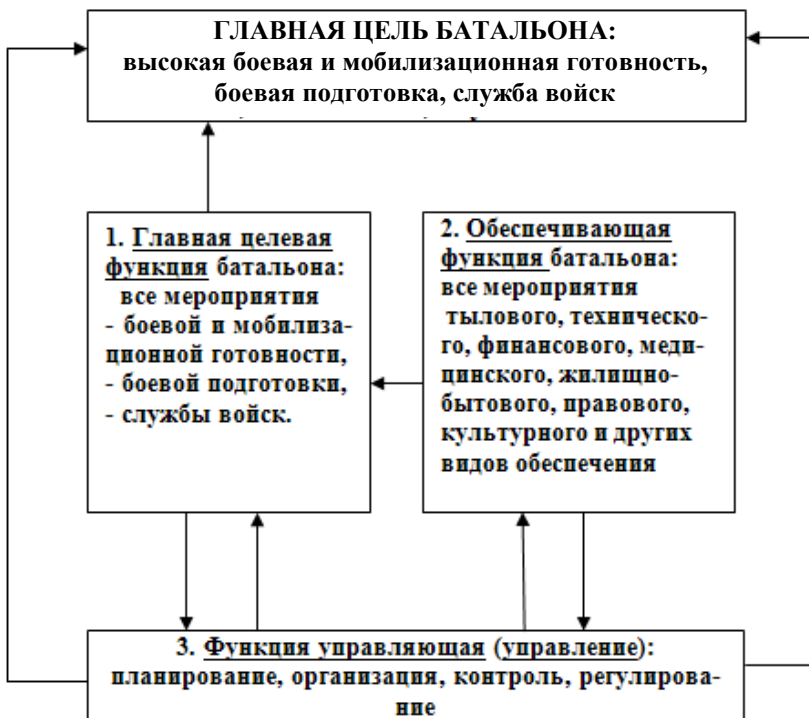 ГЛАВНАЯ ЦЕЛЬ БАТАЛЬОНА:
высокая боевая и мобилизационная готовность,
боевая подготовка, служба войск
1. Главная целевая
функция батальона:
все мероприятия
- боевой и мобилиза-
ционной готовности,
- боевой подготовки,
- службы войск.
2. Обеспечивающая
функция батальона:
все мероприятия
тылового, техническо-
го, финансового, меди-
цинского, жилищно-
бытового, правового,
культурного и других
видов обеспечения
3. Функция управляющая (управление):
планирование, организация, контроль, регулирова-
ние